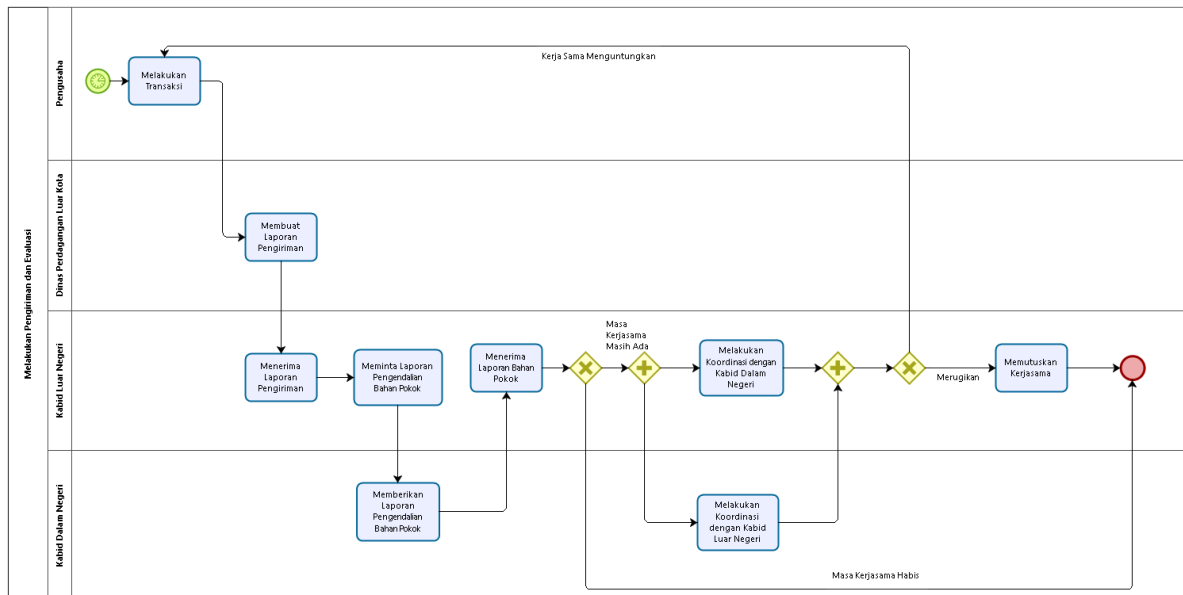 Melakukan Pengiriman dan Evaluasi
Pengusaha
Melakukan
Transaksi
Kerja Sama Menguntungkan
Dinas Perdagangan Luar Kota
Membuat
Laporan
Pengiriman
Kabid Luar Negeri
Menerima
Laporan
Pengiriman
Meminta Laporan
Pengendalian
Bahan Pokok
Menerima
Laporan Bahan
Pokok
Masa
Kerjasama
Masih Ada
Melakukan
Koordinasi dengan
Kabid Dalam
Negeri
Merugikan
Memutuskan
Kerjasama
Kabid Dalam Negeri
Memberikan
Laporan
Pengendalian
Bahan Pokok
Melakukan
Koordinasi
dengan Kabid
Luar Negeri
Masa Kerjasama Habis